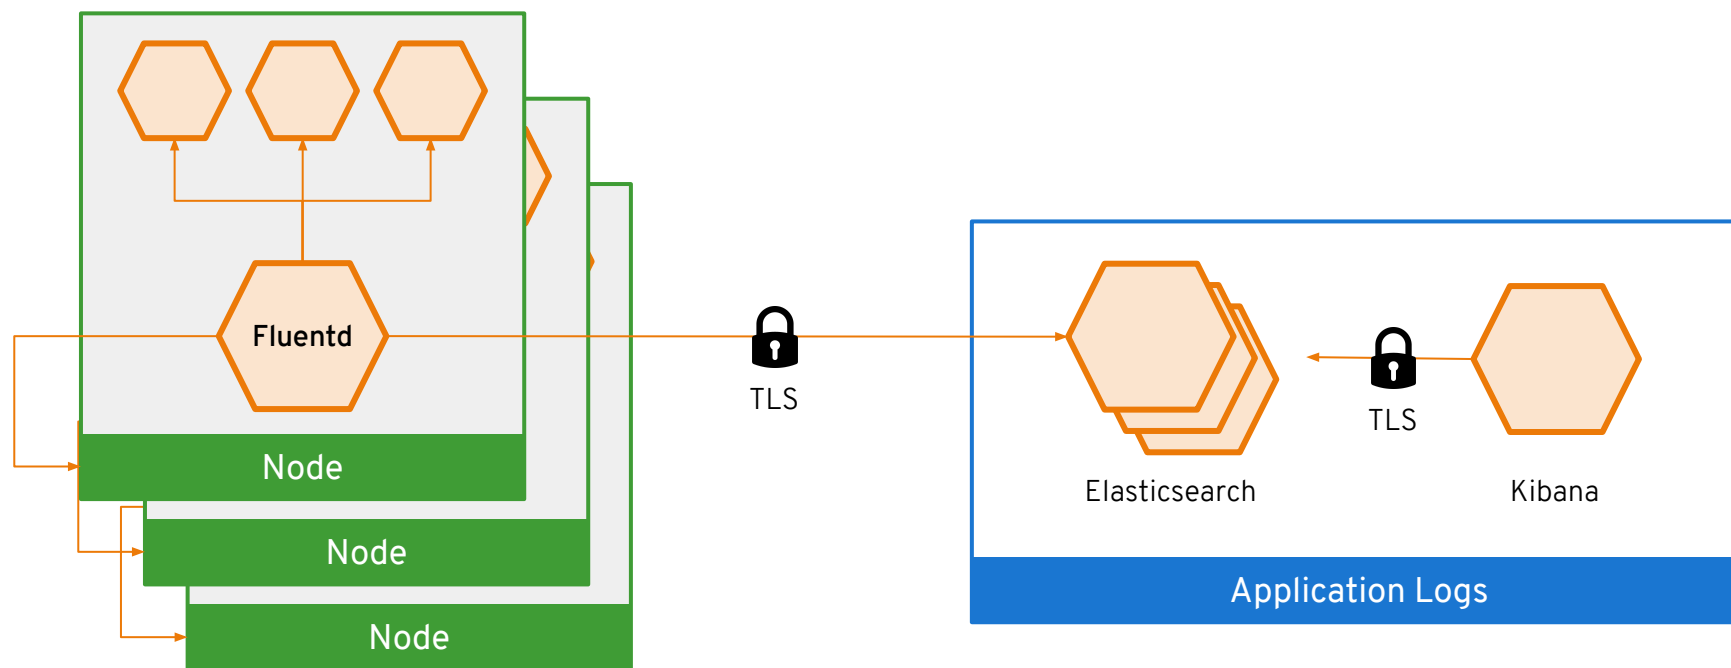 Fluentd
Node
Node
Node
TLS
Elasticsearch
TLS
Kibana
Application Logs